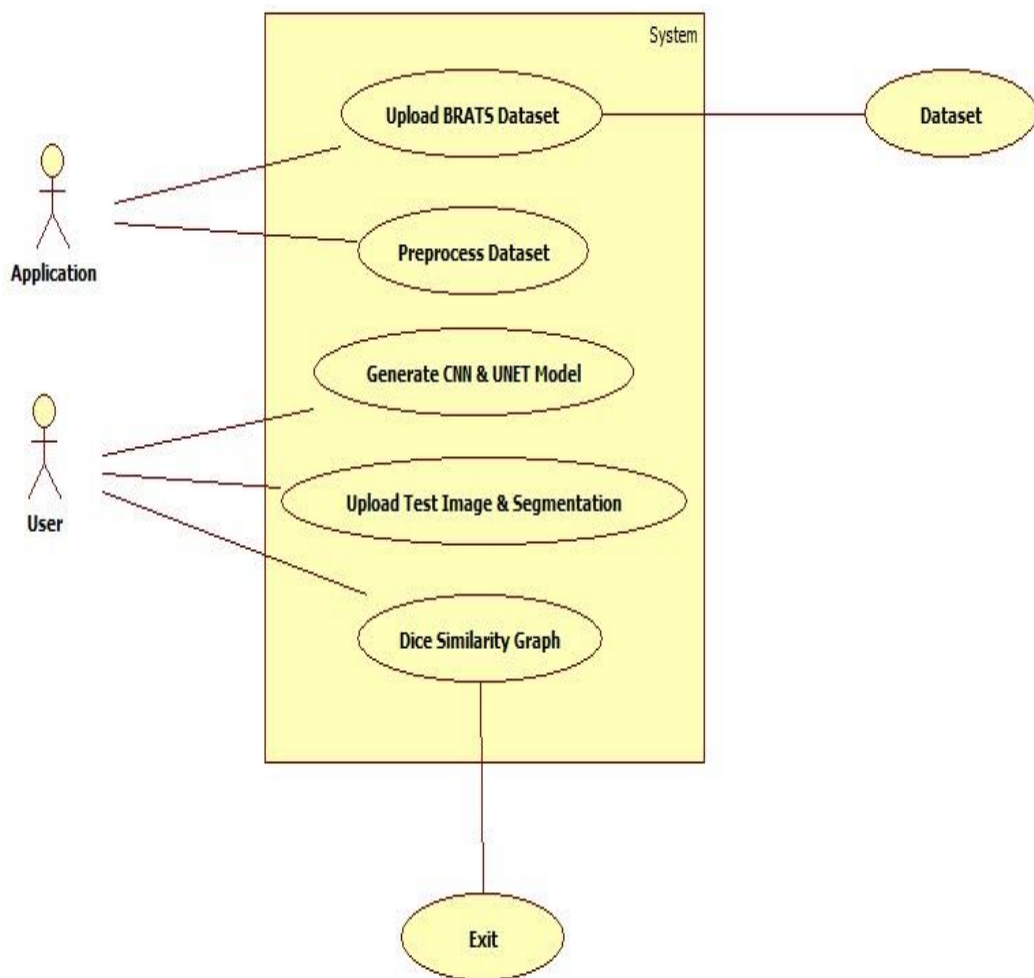 System
Upload BRATS Dataset
Dataset
Preprocess Dataset
Application
Generate CNN & UNET Model
Upload Test Image & Segmentation
User
Dice Similarity Graph
Exit